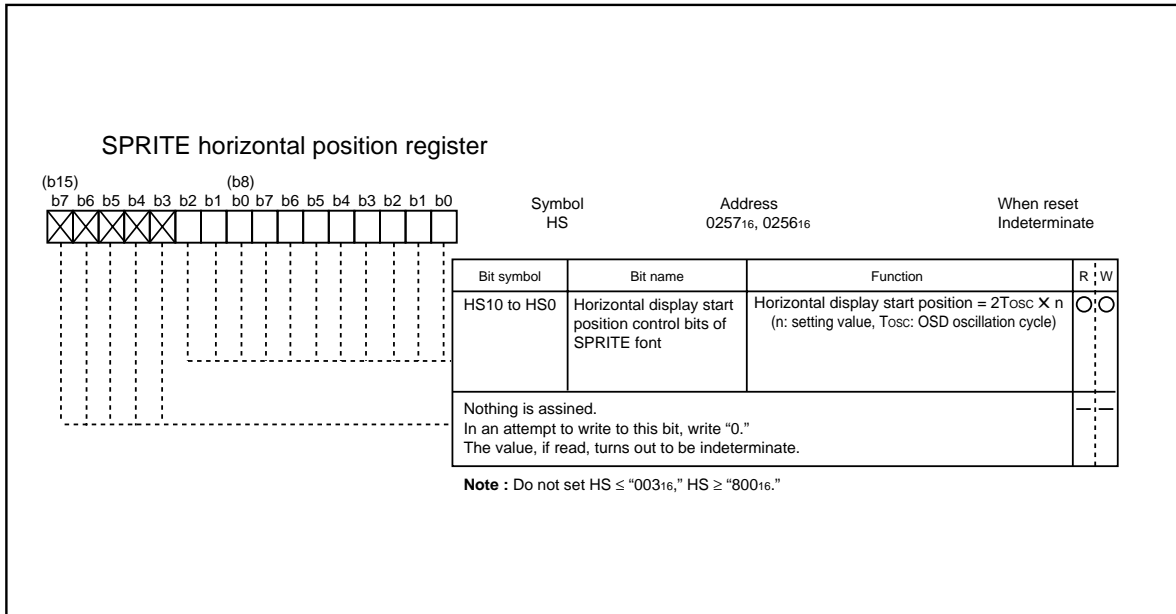 SPRITE horizontal position register
(b15) (b8)
b7 b6 b5 b4 b3 b2 b1 b0 b7 b6 b5 b4 b3 b2 b1 b0
Symbol Address When reset
HS 025716, 025616 Indeterminate
Bit symbol Bit name Function R W
HS10 to HS0 Horizontal display start Horizontal display start position = 2Tosc X n
position control bits of (n: setting value, Tosc: OSD oscillation cycle)
SPRITE font
Nothing is assined.
In an attempt to write to this bit, write “0.”
The value, if read, turns out to be indeterminate.
Note : Do not set HS ≤ “00316,” HS ≥ “80016.”